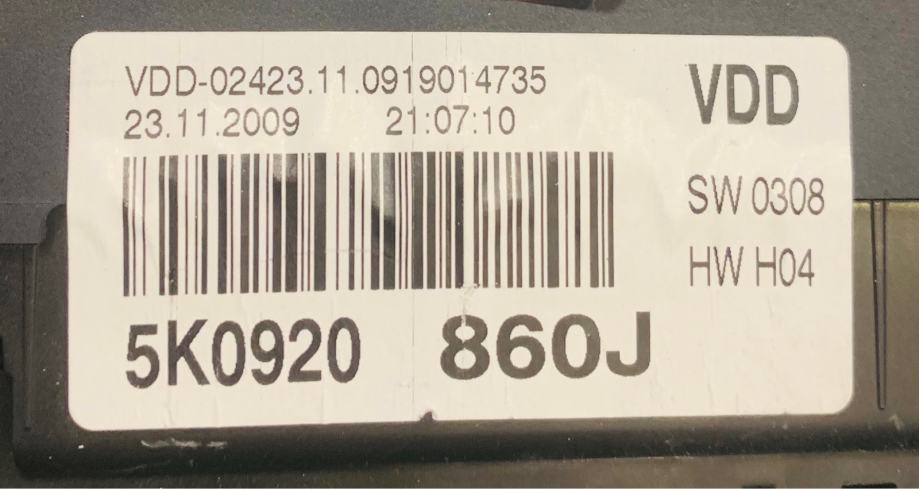 VDD-02423.11.0919014735
23.11.2009 21:07:10
VDD
SW 0308
HW H04
5K0920 860J